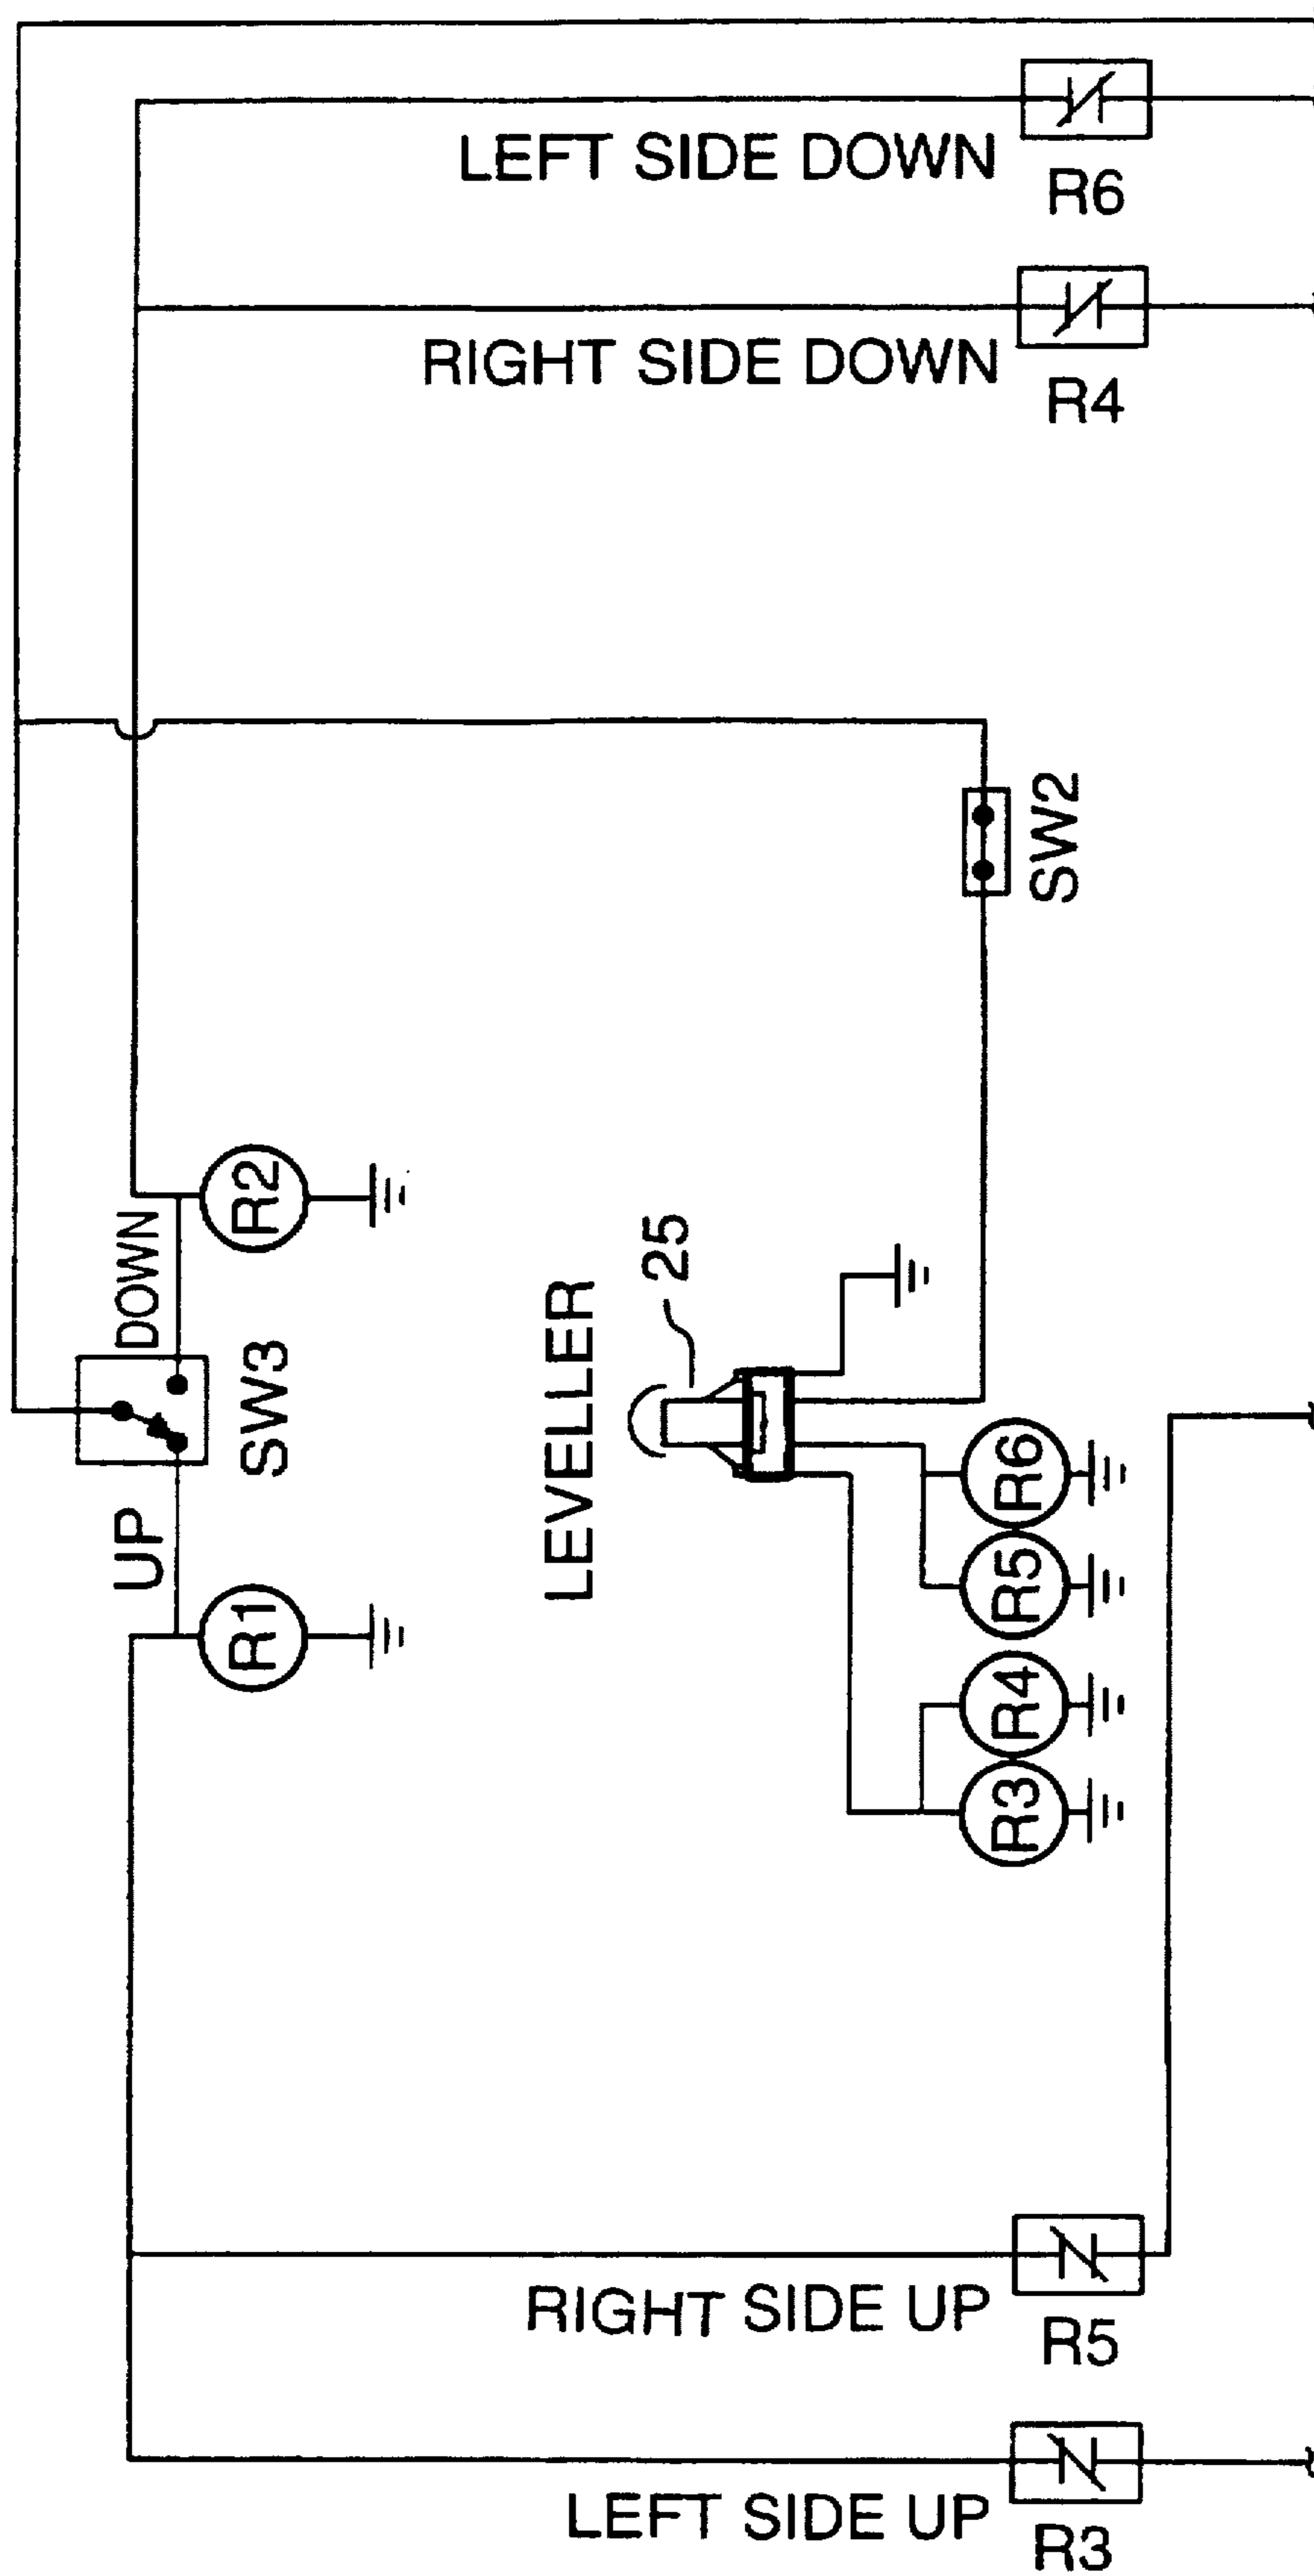 LEFT SIDE DOWN
R6
RIGHT SIDE DOWN
R4
SW2
DOWN
R2
SW3
UP
R1
LEVELLER
25
R6
R5
R4
R3
RIGHT SIDE UP
R5
LEFT SIDE UP
R3